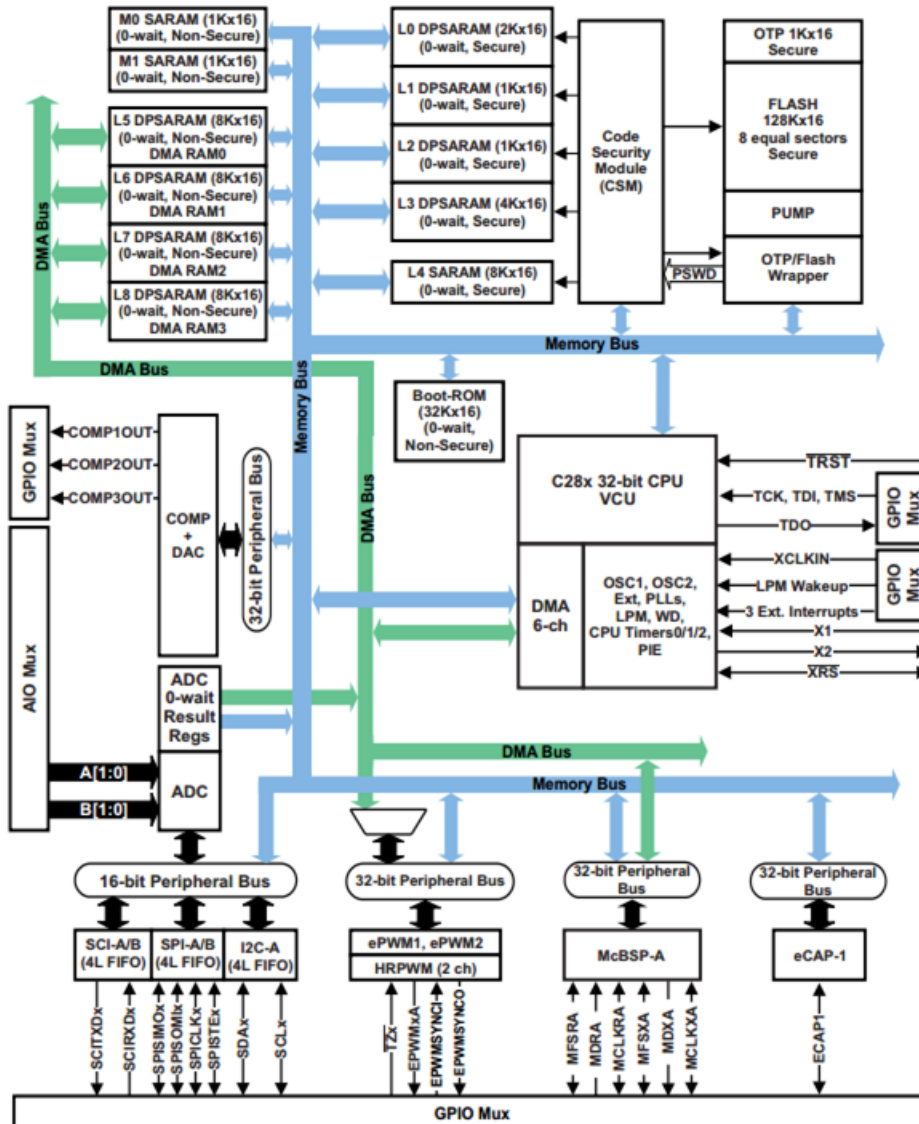 M0 SARAM (1Kx16)
(0-wait, Non-Secure)
M1 SARAM (1Kx16)
(0-wait, Non-Secure)
L5 DPSARAM (8Kx16)
(0-wait, Non-Secure)
DMA RAM0
L6 DPSARAM (8Kx16)
(0-wait, Non-Secure)
DMA RAM1
L7 DPSARAM (8Kx16)
(0-wait, Non-Secure)
DMA RAM2
L8 DPSARAM (8Kx16)
(0-wait, Non-Secure)
DMA RAM3
DMA Bus
L0 DPSARAM (2Kx16)
(0-wait, Secure)
L1 DPSARAM (1Kx16)
(0-wait, Secure)
L2 DPSARAM (1Kx16)
(0-wait, Secure)
L3 DPSARAM (4Kx16)
(0-wait, Secure)
L4 SARAM (8Kx16)
(0-wait, Secure)
Code
Security
Module
(CSM)
PSWD
OTP 1Kx16
Secure
FLASH
128Kx16
8 equal sectors
Secure
PUMP
OTP/Flash
Wrapper
Memory Bus
DMA Bus
Memory Bus
DMA Bus
Boot-ROM
(32Kx16)
(0-wait,
Non-Secure)
GPIO Mux
COMP1OUT
COMP2OUT
COMP3OUT
COMP
+
DAC
32-bit Peripheral Bus
C28x 32-bit CPU
VCU
DMA
6-ch
OSC1, OSC2,
Ext, PLLs,
LPM, WD,
CPU Timers0/1/2,
PIE
TRST
TCK, TDI, TMS
TDO
GPIO
Mux
XCLKIN
LPM Wakeup
3 Ext. Interrupts
GPIO
Mux
X1
X2
XRS
AIO Mux
ADC
0-wait
Result
Regs
A[1:0]
B[1:0]
ADC
DMA Bus
Memory Bus
16-bit Peripheral Bus
32-bit Peripheral Bus
32-bit Peripheral
Bus
32-bit Peripheral
Bus
SCI-A/B
(4L FIFO)
SPI-A/B
(4L FIFO)
I2C-A
(4L FIFO)
ePWM1, ePWM2
HRPWM (2 ch)
McBSP-A
eCAP-1
SCITXDx
SCIRXDx
SPISIMOx
SPISOMIx
SPICLKx
SPISTEx
SDAx
SCLx
TZx
EPWMxA
EPWMSYNCI
EPWMSYNCO
MFSRA
MDRA
MCLKRA
MFSXA
MDXA
MCLKXA
ECAP1
GPIO Mux